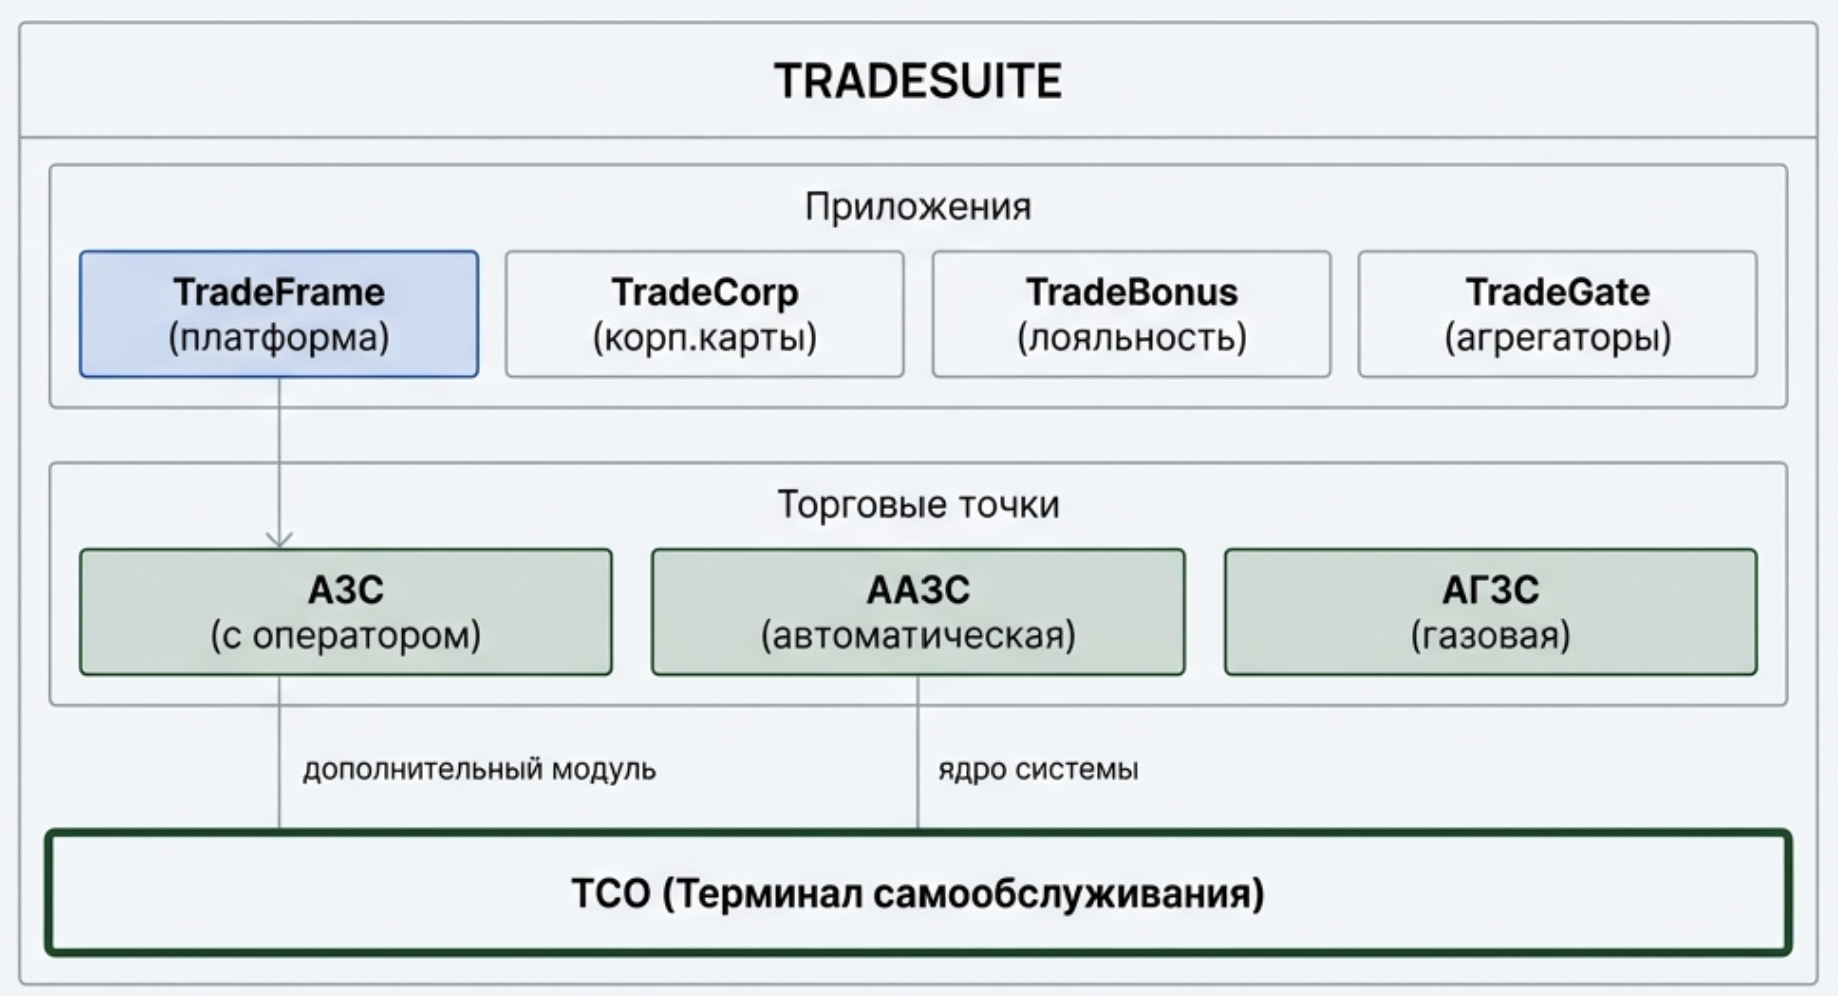 TRADESUITE
Приложения
TradeFrame
(платформа)
TradeCorp
(корп.карты)
TradeBonus
(лояльность)
TradeGate
(агрегаторы)
Торговые точки
АЗС
(с оператором)
ААЗС
(автоматическая)
АГЗС
(газовая)
дополнительный модуль
ядро системы
ТСО (Терминал самообслуживания)